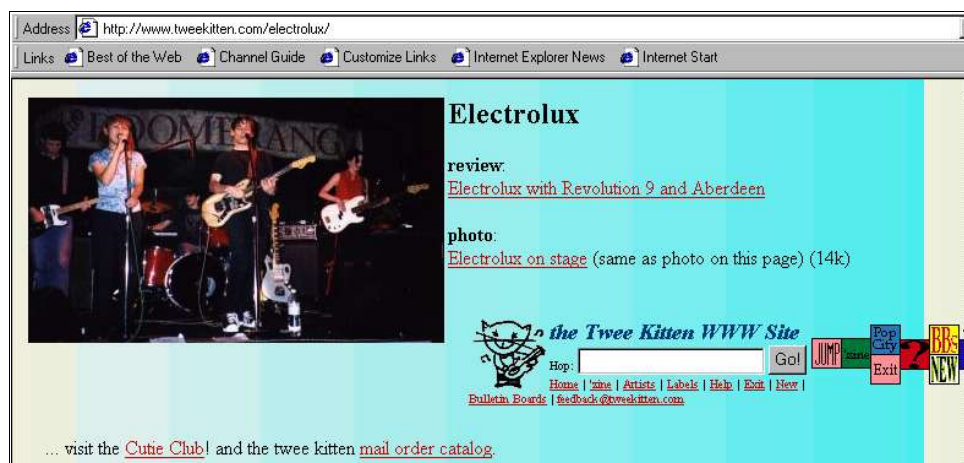 Address http://www.tweekitten.com/electrolux/
Links Best of the Web Channel Guide Customize Links Internet Explorer News Internet Start
BOOMERANG
Electrolux
review:
Electrolux with Revolution 9 and Aberdeen
photo:
Electrolux on stage (same as photo on this page) (14k)
the Twee Kitten WWW Site
Hop: Go! JUMP 'zine Pop City Exit ? BBs NEW
Home | 'zine | Artists | Labels | Help | Exit | New |
Bulletin Boards | feedback@tweekitten.com
... visit the Cutie Club! and the twee kitten mail order catalog.